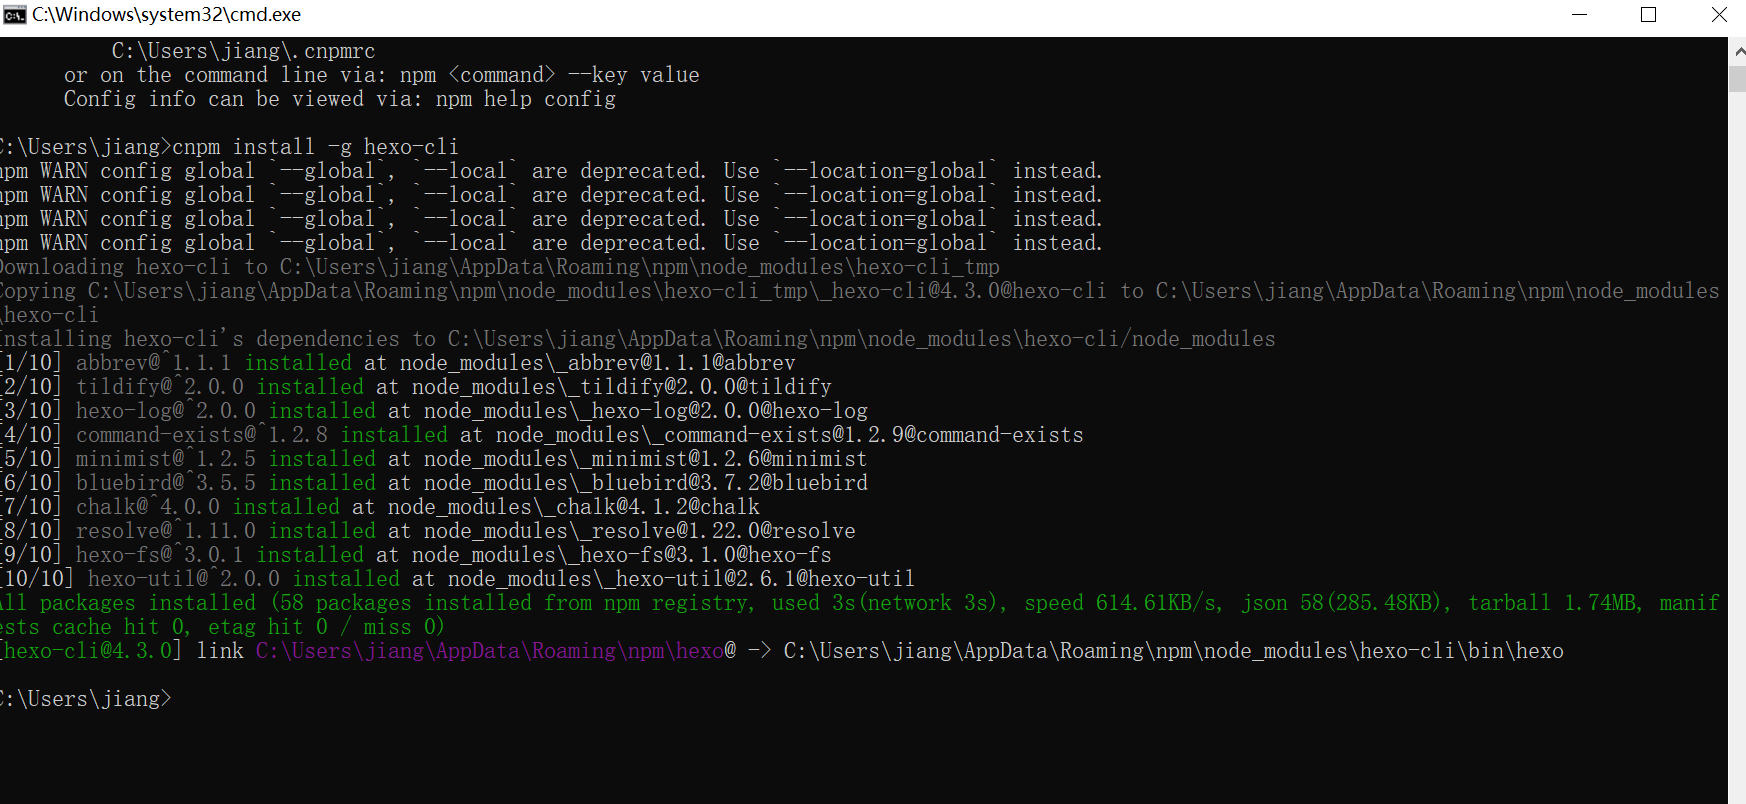 C:\Windows\system32\cmd.exe
C:\Users\jiang\.cnpmrc
or on the command line via: npm <command> --key value
Config info can be viewed via: npm help config
C:\Users\jiang>cnpm install -g hexo-cli
npm WARN config global `--global`, `--local` are deprecated. Use `--location=global` instead.
npm WARN config global `--global`, `--local` are deprecated. Use `--location=global` instead.
npm WARN config global `--global`, `--local` are deprecated. Use `--location=global` instead.
npm WARN config global `--global`, `--local` are deprecated. Use `--location=global` instead.
Downloading hexo-cli to C:\Users\jiang\AppData\Roaming\npm\node_modules\hexo-cli_tmp
Copying C:\Users\jiang\AppData\Roaming\npm\node_modules\hexo-cli_tmp\_hexo-cli@4.3.0@hexo-cli to C:\Users\jiang\AppData\Roaming\npm\node_modules
\hexo-cli
Installing hexo-cli's dependencies to C:\Users\jiang\AppData\Roaming\npm\node_modules\hexo-cli/node_modules
[1/10] abbrev@^1.1.1 installed at node_modules\_abbrev@1.1.1@abbrev
[2/10] tildify@^2.0.0 installed at node_modules\_tildify@2.0.0@tildify
[3/10] hexo-log@^2.0.0 installed at node_modules\_hexo-log@2.0.0@hexo-log
[4/10] command-exists@^1.2.8 installed at node_modules\_command-exists@1.2.9@command-exists
[5/10] minimist@^1.2.5 installed at node_modules\_minimist@1.2.6@minimist
[6/10] bluebird@^3.5.5 installed at node_modules\_bluebird@3.7.2@bluebird
[7/10] chalk@^4.0.0 installed at node_modules\_chalk@4.1.2@chalk
[8/10] resolve@^1.11.0 installed at node_modules\_resolve@1.22.0@resolve
[9/10] hexo-fs@^3.0.1 installed at node_modules\_hexo-fs@3.1.0@hexo-fs
[10/10] hexo-util@^2.0.0 installed at node_modules\_hexo-util@2.6.1@hexo-util
All packages installed (58 packages installed from npm registry, used 3s(network 3s), speed 614.61KB/s, json 58(285.48KB), tarball 1.74MB, manif
ests cache hit 0, etag hit 0 / miss 0)
[hexo-cli@4.3.0] link C:\Users\jiang\AppData\Roaming\npm\hexo@ -> C:\Users\jiang\AppData\Roaming\npm\node_modules\hexo-cli\bin\hexo
C:\Users\jiang>